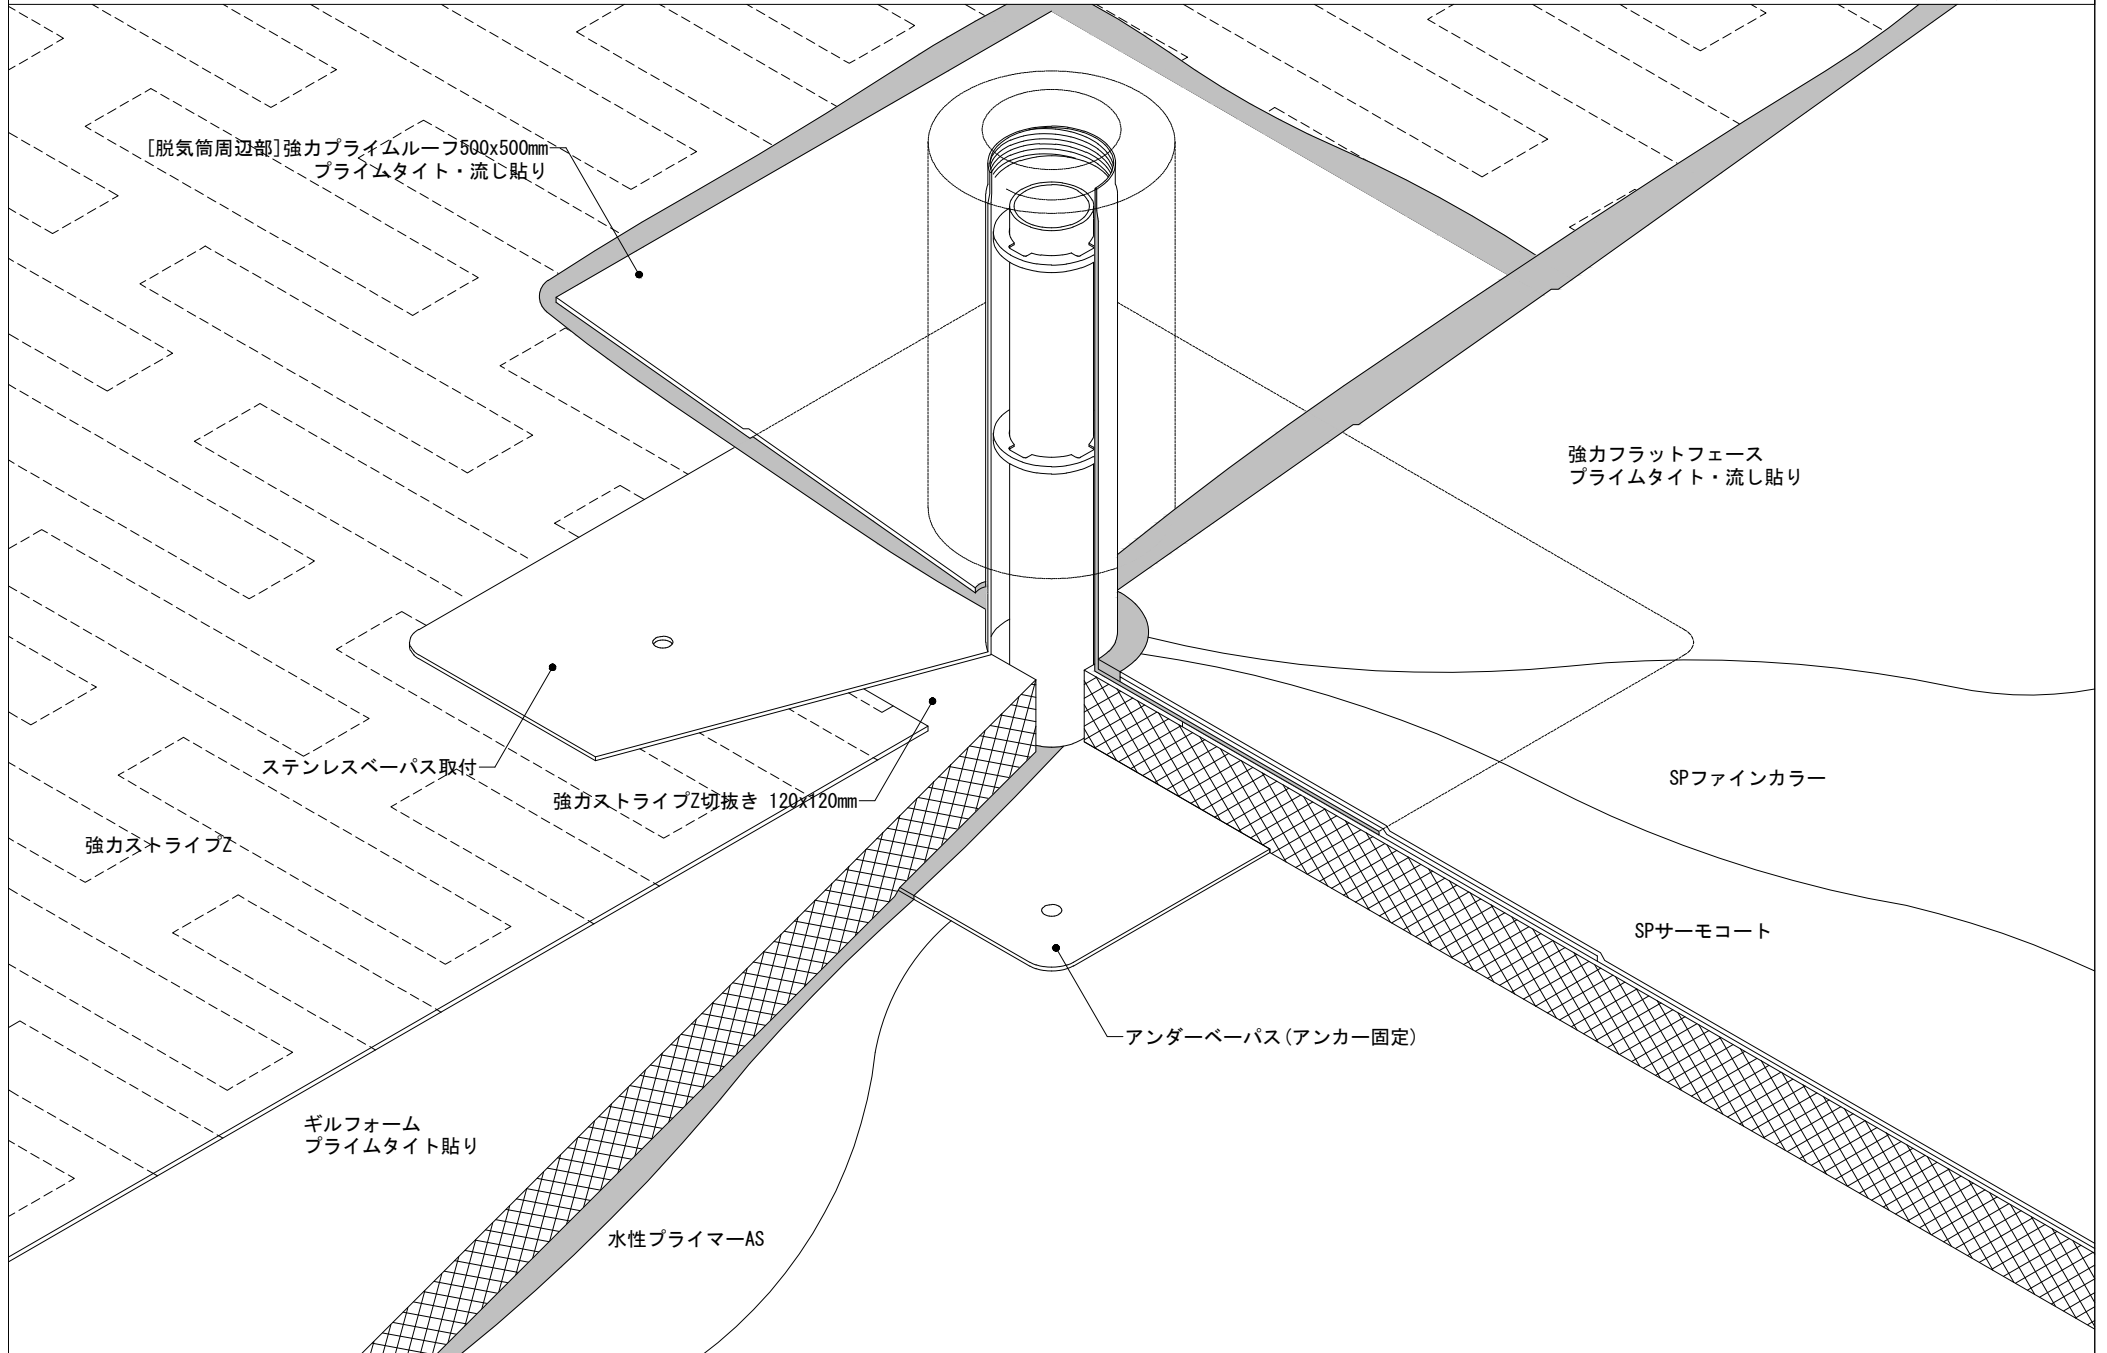 [脱気筒周辺部]強力プライムルーフ500x500mm
プライムタイト・流し貼り
強力フラットフェース
プライムタイト・流し貼り
ステンレスベーパス取付
強力ストライプZ切抜き 120x120mm
SPファインカラー
強力ストライプZ
SPサーモコート
アンダーベーパス(アンカー固定)
ギルフォーム
プライムタイト貼り
水性プライマーAS